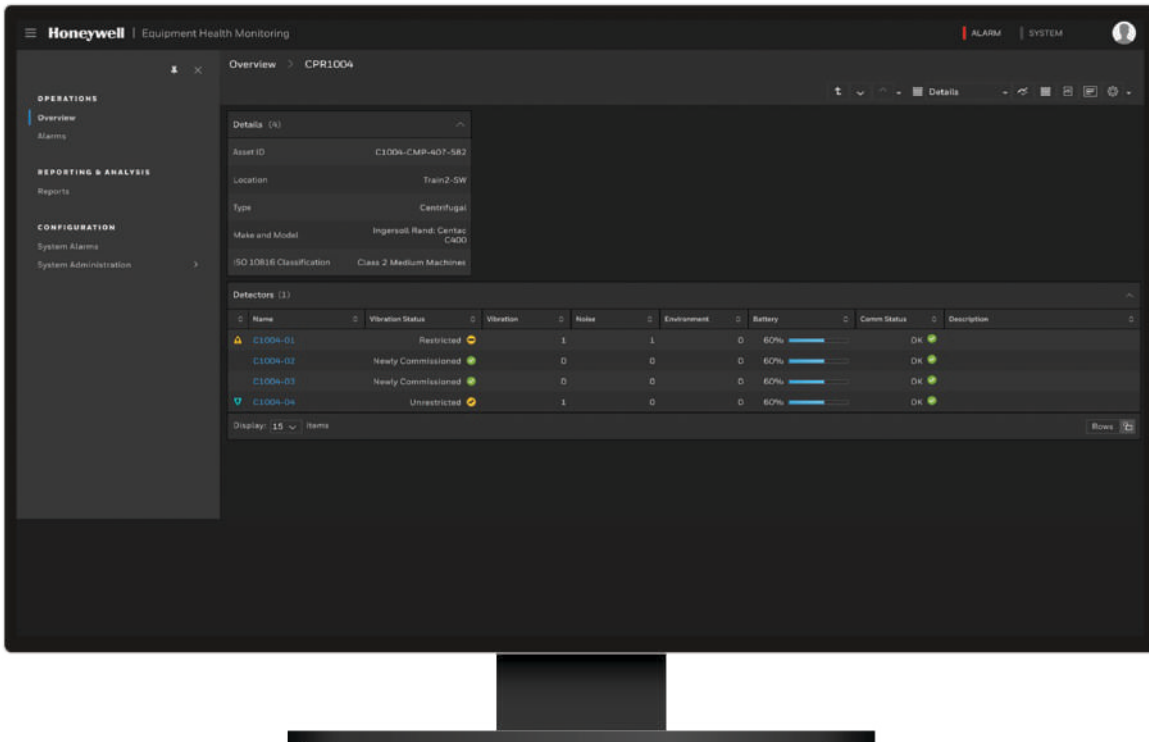 Honeywell | Equipment Health Monitoring
ALARM
SYSTEM
OPERATIONS
Overview
Alarms
REPORTING & ANALYSIS
Reports
CONFIGURATION
System Alarms
System Administration
Overview > CPR1004
Details
Details (4)
Asset ID C1004-CMP-407-582
Location Train2-SW
Type Centrifugal
Make and Model Ingersoll Rand: Centac
C400
ISO 10816 Classification Class 2 Medium Machines
Detectors (1)
Name Vibration Status Vibration Noise Environment Battery Comm Status Description
C1004-01 Restricted 1 1 0 60% OK
C1004-02 Newly Commissioned 0 0 0 60% OK
C1004-03 Newly Commissioned 0 0 0 60% OK
C1004-04 Unrestricted 1 0 0 60% OK
Display: 15 Items
Rows